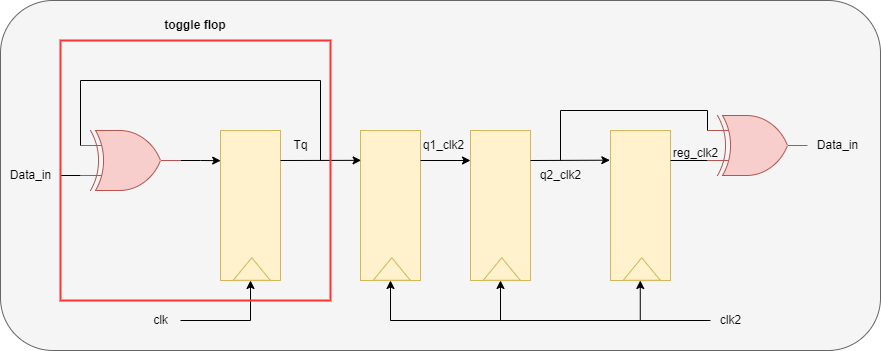 toggle flop
Tq
q1_clk2
q2_clk2
reg_clk2
Data_in
Data_in
clk
clk2